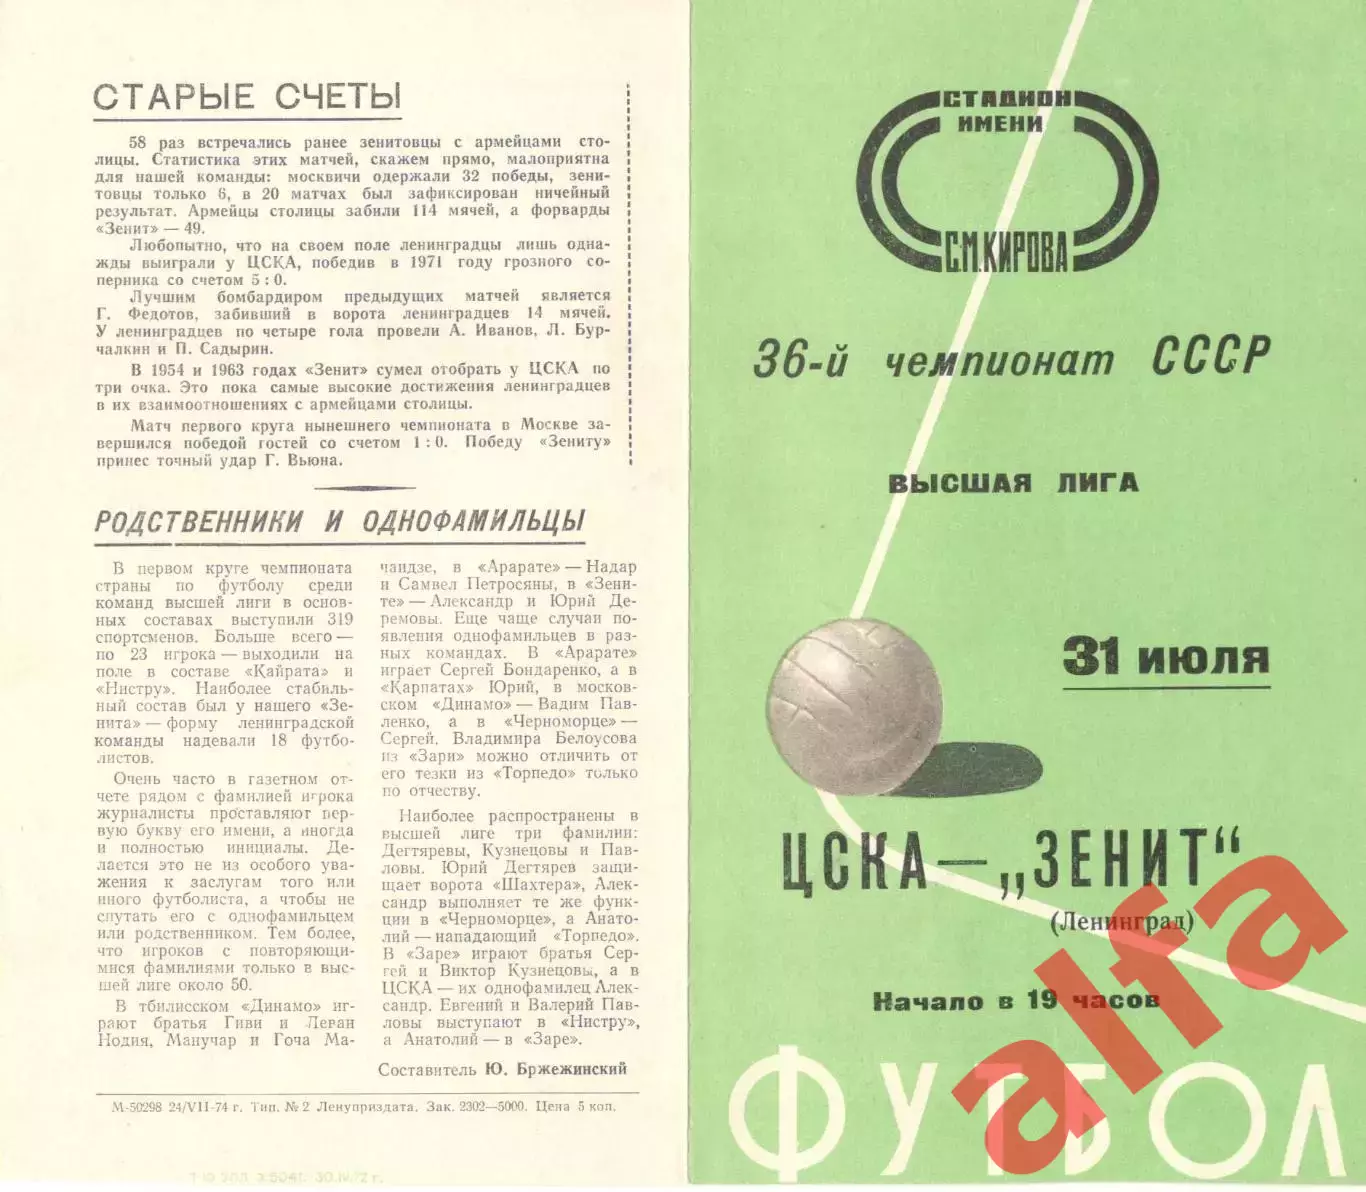 СТАРЫЕ СЧЕТЫ
58 раз встречались ранее зенитовцы с армейцами сто-
лицы. Статистика этих матчей, скажем прямо, малоприятна
для нашей команды: москвичи одержали 32 победы, зени-
товцы только 6, в 20 матчах был зафиксирован ничейный
результат. Армейцы столицы забили 114 мячей, а форварды
«Зенит» — 49.
Любопытно, что на своем поле ленинградцы лишь одна-
жды выиграли у ЦСКА, победив в 1971 году грозного со-
перника со счетом 5 : 0.
Лучшим бомбардиром предыдущих матчей является
Г. Федотов, забивший в ворота ленинградцев 14 мячей.
У ленинградцев по четыре гола провели А. Иванов, Л. Бур-
чалкин и П. Садырин.
В 1954 и 1963 годах «Зенит» сумел отобрать у ЦСКА по
три очка. Это пока самые высокие достижения ленинградцев
в их взаимоотношениях с армейцами столицы.
Матч первого круга нынешнего чемпионата в Москве за-
вершился победой гостей со счетом 1 : 0. Победу «Зениту»
принес точный удар Г. Вьюна.
РОДСТВЕННИКИ И ОДНОФАМИЛЬЦЫ
В первом круге чемпионата
страны по футболу среди
команд высшей лиги в основ-
ных составах выступили 319
спортсменов. Больше всего —
по 23 игрока — выходили на
поле в составе «Кайрата» и
«Нистру». Наиболее стабиль-
ный состав был у нашего «Зе-
нита» — форму ленинградской
команды надевали 18 футбо-
листов.
Очень часто в газетном от-
чете рядом с фамилией игрока
журналисты проставляют пер-
вую букву его имени, а иногда
и полностью инициалы. Де-
лается это не из особого ува-
жения к заслугам того или
иного футболиста, а чтобы не
спутать его с однофамильцем
или родственником. Тем более,
что игроков с повторяющи-
мися фамилиями только в выс-
шей лиге около 50.
В тбилисском «Динамо» иг-
рают братья Гиви и Леван
Нодия, Манучар и Гоча Ма-
чаидзе, в «Арарате» — Надар
и Самвел Петросяны, в «Зени-
те» — Александр и Юрий Де-
ремовы. Еще чаще случаи по-
явления однофамильцев в раз-
ных командах. В «Арарате»
играет Сергей Бондаренко, а в
«Карпатах» Юрий, в москов-
ском «Динамо» — Вадим Пав-
ленко, а в «Черноморце» —
Сергей. Владимира Белоусова
из «Зари» можно отличить от
его тезки из «Торпедо» только
по отчеству.
Наиболее распространены в
высшей лиге три фамилии:
Дегтяревы, Кузнецовы и Пав-
ловы. Юрий Дегтярев защи-
щает ворота «Шахтера», Алек-
сандр выполняет те же функ-
ции в «Черноморце», а Анато-
лий — нападающий «Торпедо».
В «Заре» играют братья Сер-
гей и Виктор Кузнецовы, а в
ЦСКА — их однофамилец Алек-
сандр. Евгений и Валерий Пав-
ловы выступают в «Нистру»,
а Анатолий — в «Заре».
Составитель Ю. Бржежинский
М-50298 24/VII-74 г. Тип. № 2 Ленуприздата. Зак. 2302—5000. Цена 5 коп.
СТАДИОН
ИМЕНИ
С.М.КИРОВА
36-й чемпионат СССР
ВЫСШАЯ ЛИГА
31 ИЮЛЯ
ЦСКА — „ЗЕНИТ“
(Ленинград)
Начало в 19 часов
ФУТБОЛ
alfa